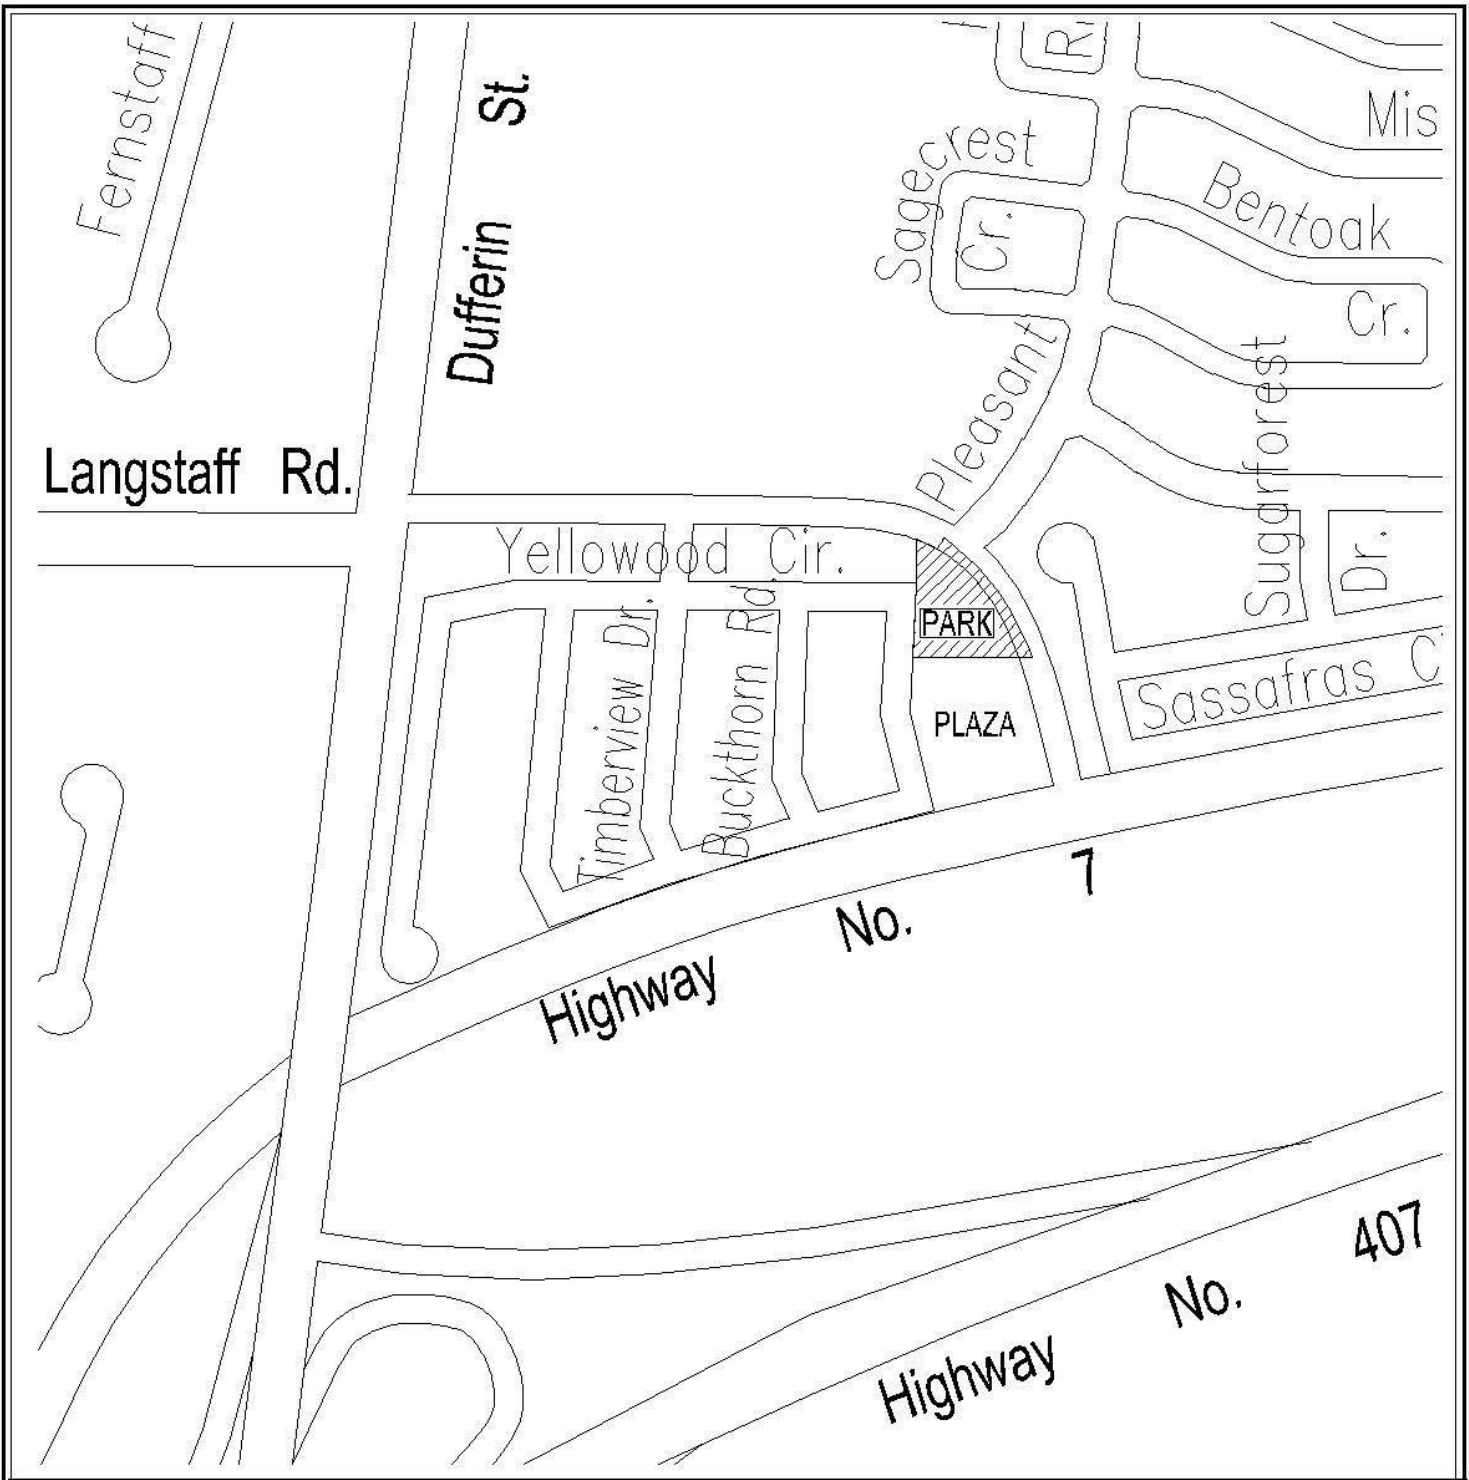 Fernstaff
Dufferin St.
Mis
Sagecrest
Cr.
Bentoak
Cr.
Pleasant
Langstaff Rd.
Sugarforest
Dr.
Yellowood Cir.
Timberview Dr.
Buckthorn Rd.
PARK
PLAZA
Sassafras C
Highway No. 7
Highway No. 407